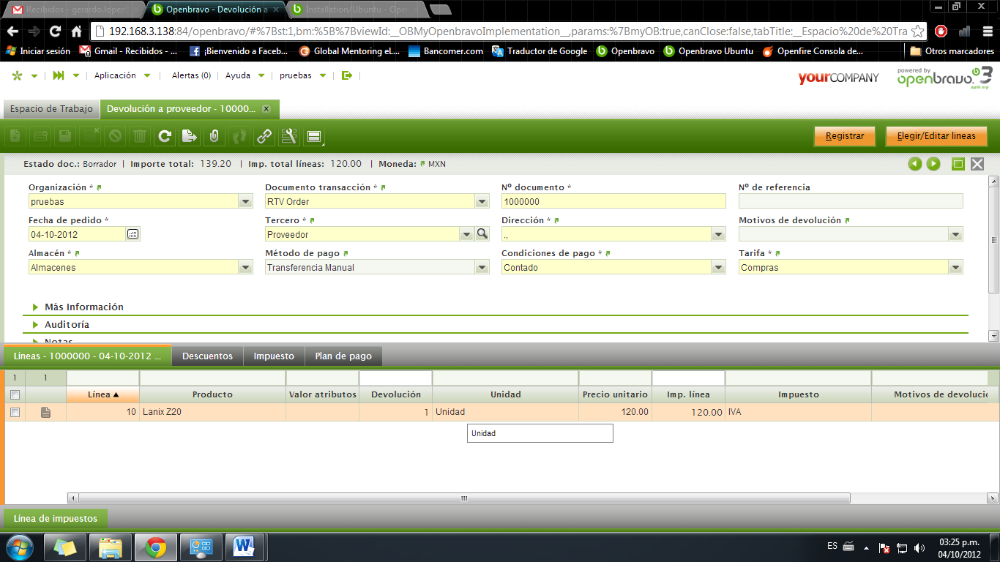 Recibidos - gerardo.lopez
Openbravo - Devolución a
Installation/Ubuntu - Open
192.168.3.138:84/openbravo/#%7Bst:1,bm:%5B%7BviewId:__OBMyOpenbravoImplementation__,params:%7BmyOB:true,canClose:false,tabTitle:__Espacio%20de%20Tra
Iniciar sesión
Gmail - Recibidos - ...
¡Bienvenido a Faceb...
Global Mentoring eL...
Bancomer.com
Traductor de Google
Openbravo
Openbravo Ubuntu
Openfire Consola de...
Otros marcadores
Aplicación
Alertas (0)
Ayuda
pruebas
yourCOMPANY
powered by
openbravo 3
agile erp
Espacio de Trabajo
Devolución a proveedor - 10000...
Registrar
Elegir/Editar lineas
Estado doc.: Borrador | Importe total: 139.20 | Imp. total líneas: 120.00 | Moneda: MXN
Organización *
Documento transacción *
Nº documento *
Nº de referencia
pruebas
RTV Order
1000000
Fecha de pedido *
Tercero *
Dirección *
Motivos de devolución
04-10-2012
Proveedor
.,
Almacén *
Método de pago
Condiciones de pago *
Tarifa *
Almacenes
Transferencia Manual
Contado
Compras
Más Información
Auditoría
Notas
Lineas - 1000000 - 04-10-2012 ...
Descuentos
Impuesto
Plan de pago
1
1
Línea
Producto
Valor atributos
Devolución
Unidad
Precio unitario
Imp. línea
Impuesto
Motivos de devoluci
10
Lanix Z20
1
Unidad
120.00
120.00
IVA
Unidad
Línea de impuestos
ES
03:25 p.m.
04/10/2012